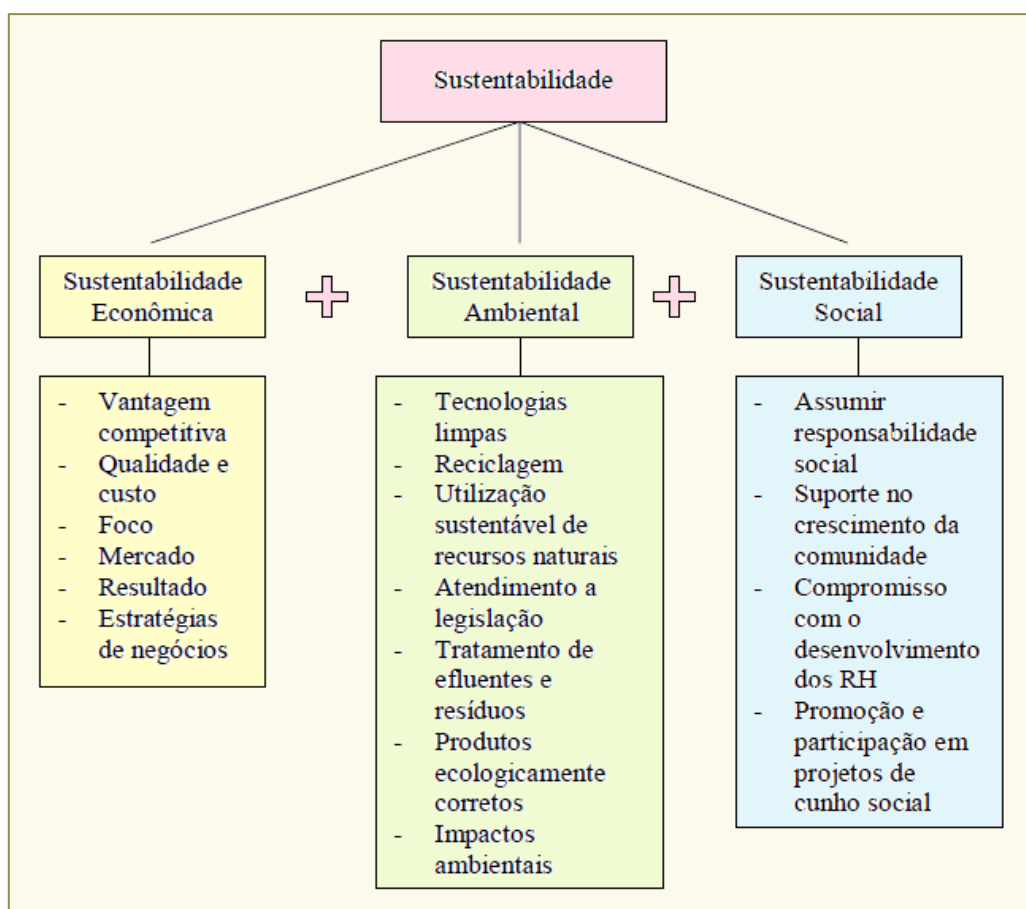 Sustentabilidade
Sustentabilidade
Econômica
Sustentabilidade
Ambiental
Sustentabilidade
Social
- Vantagem
competitiva
- Qualidade e
custo
- Foco
- Mercado
- Resultado
- Estratégias
de negócios
- Tecnologias
limpas
- Reciclagem
- Utilização
sustentável de
recursos naturais
- Atendimento a
legislação
- Tratamento de
efluentes e
resíduos
- Produtos
ecologicamente
corretos
- Impactos
ambientais
- Assumir
responsabilidade
social
- Suporte no
crescimento da
comunidade
- Compromisso
com o
desenvolvimento
dos RH
- Promoção e
participação em
projetos de
cunho social